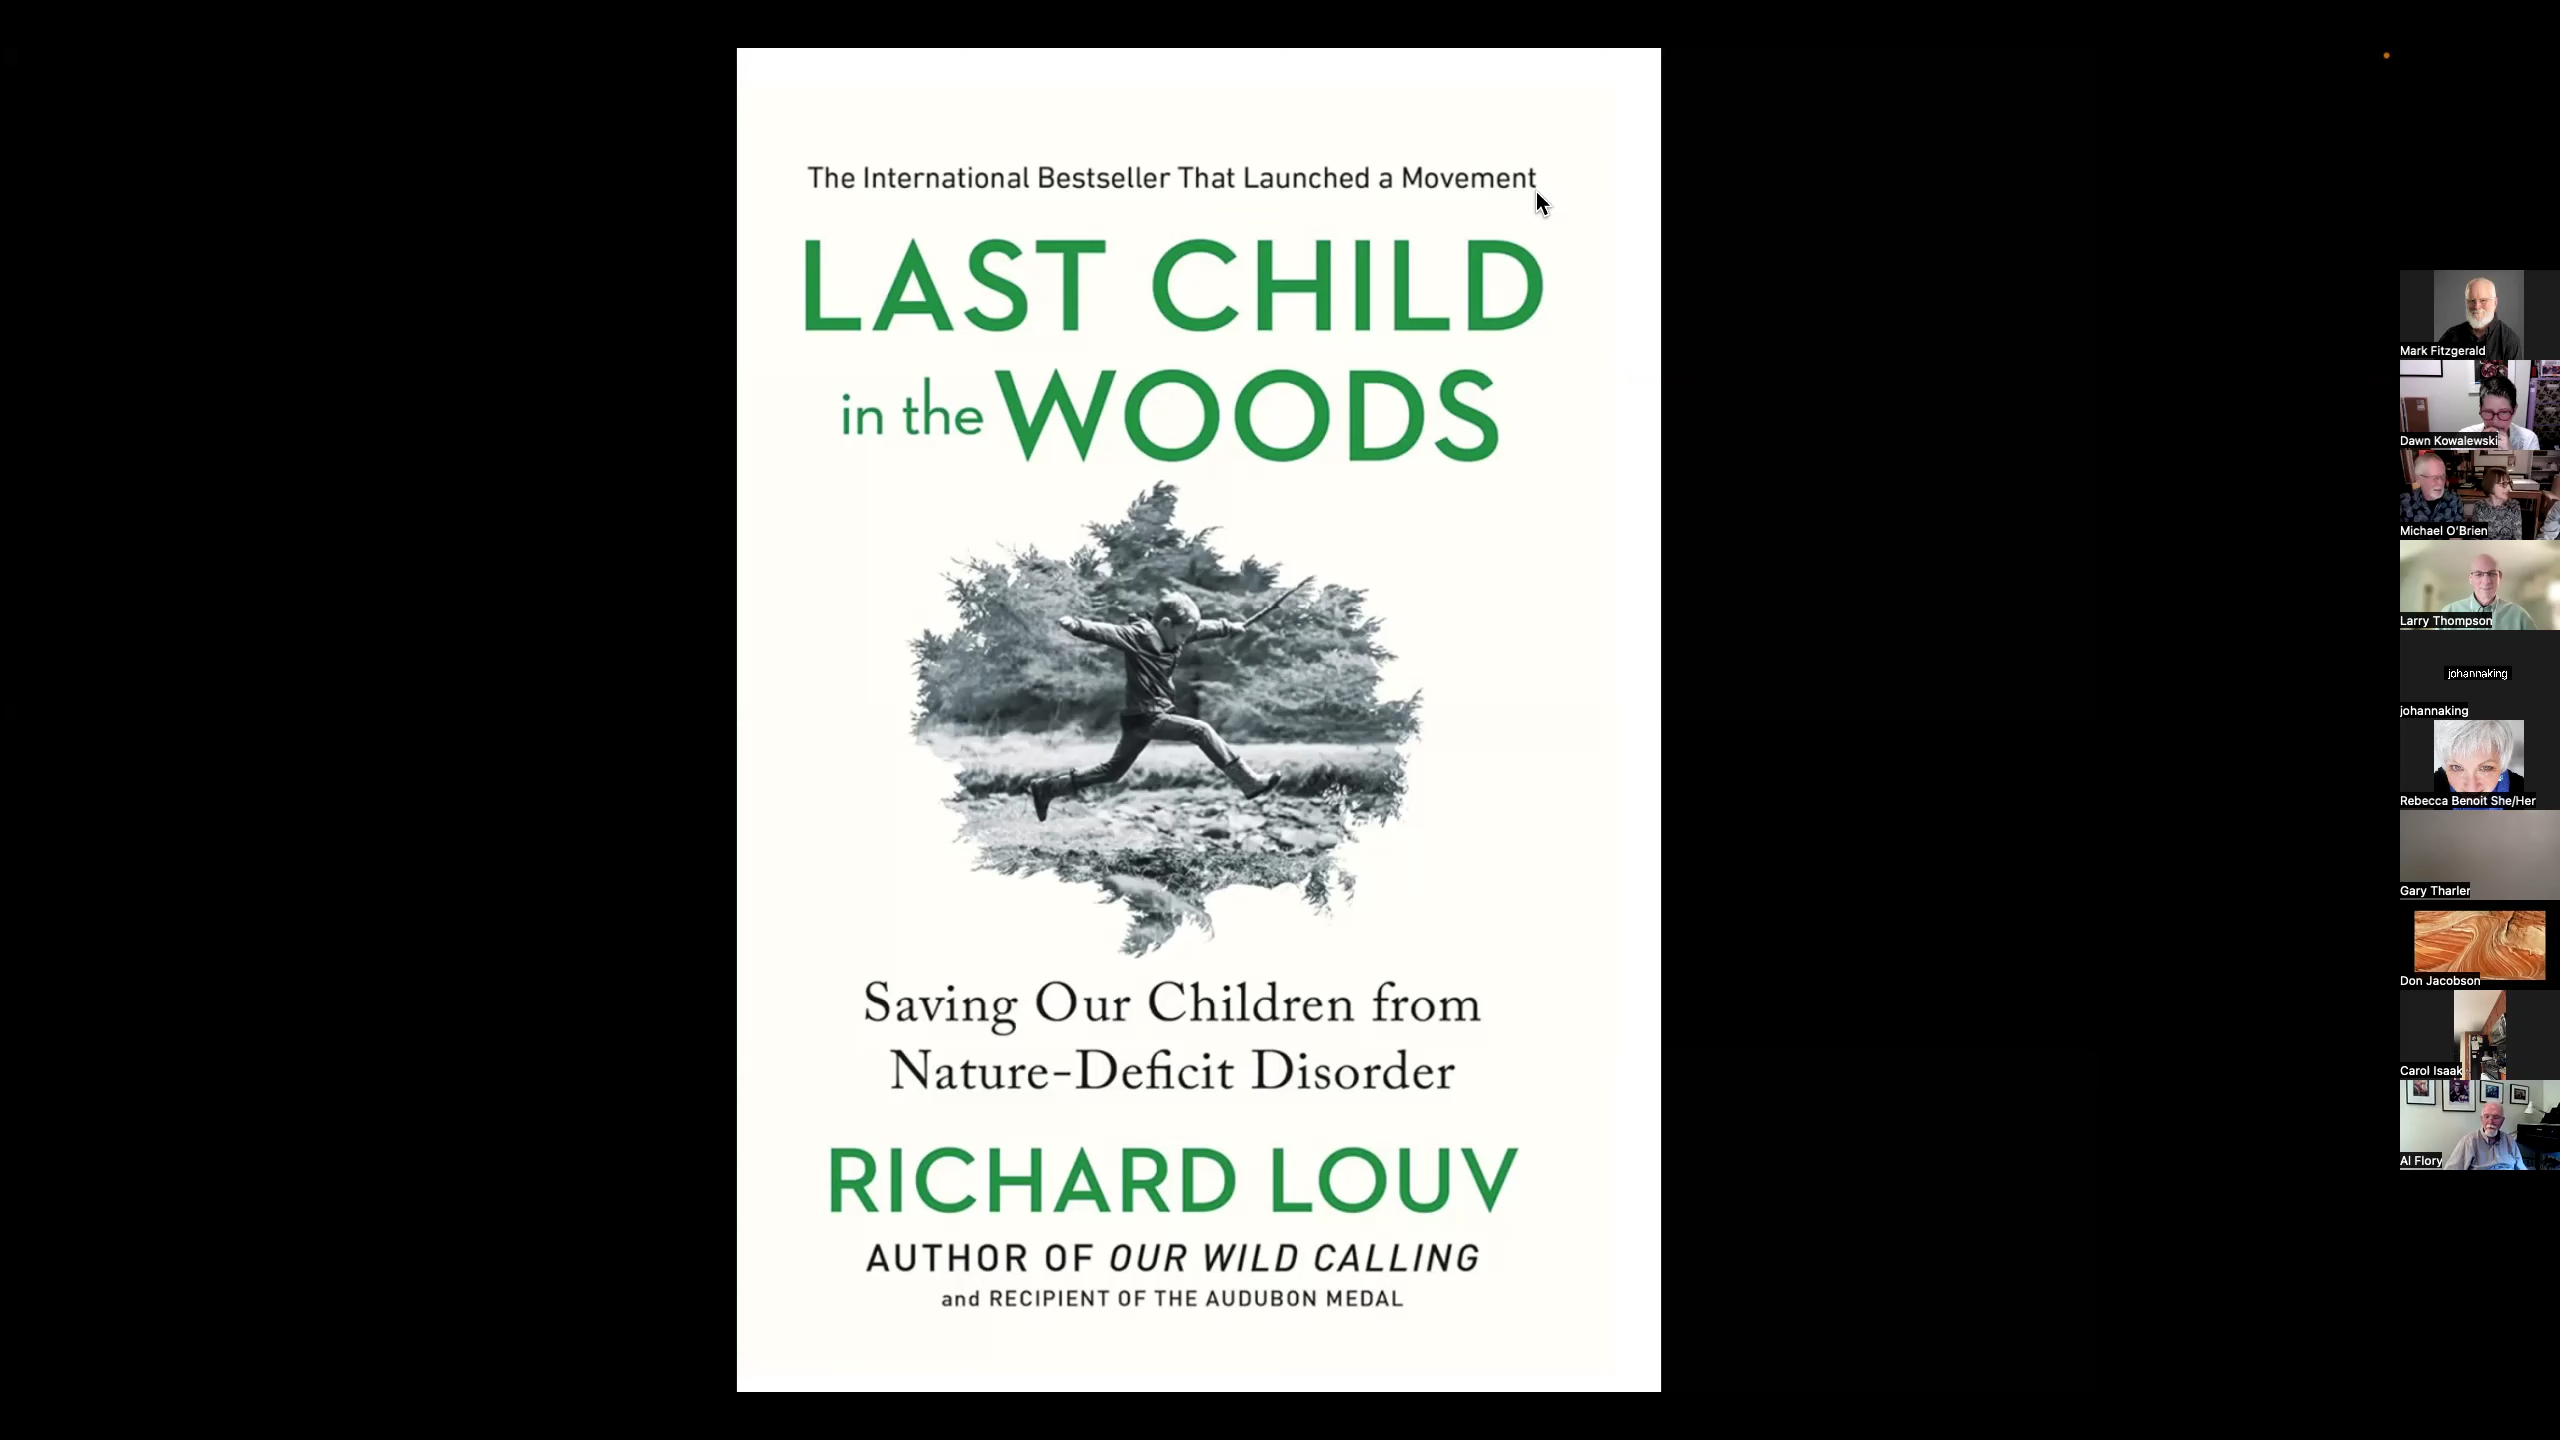 The International Bestseller That Launched a Movement
LAST CHILD
in the WOODS
Saving Our Children from
Nature-Deficit Disorder
RICHARD LOUV
AUTHOR OF OUR WILD CALLING
and RECIPIENT OF THE AUDUBON MEDAL
Mark Fitzgerald
Dawn Kowalewski
Michael O'Brien
Larry Thompson
johannaking
johannaking
Rebecca Benoit She/Her
Gary Tharler
Don Jacobson
Carol Isaak
Al Flory